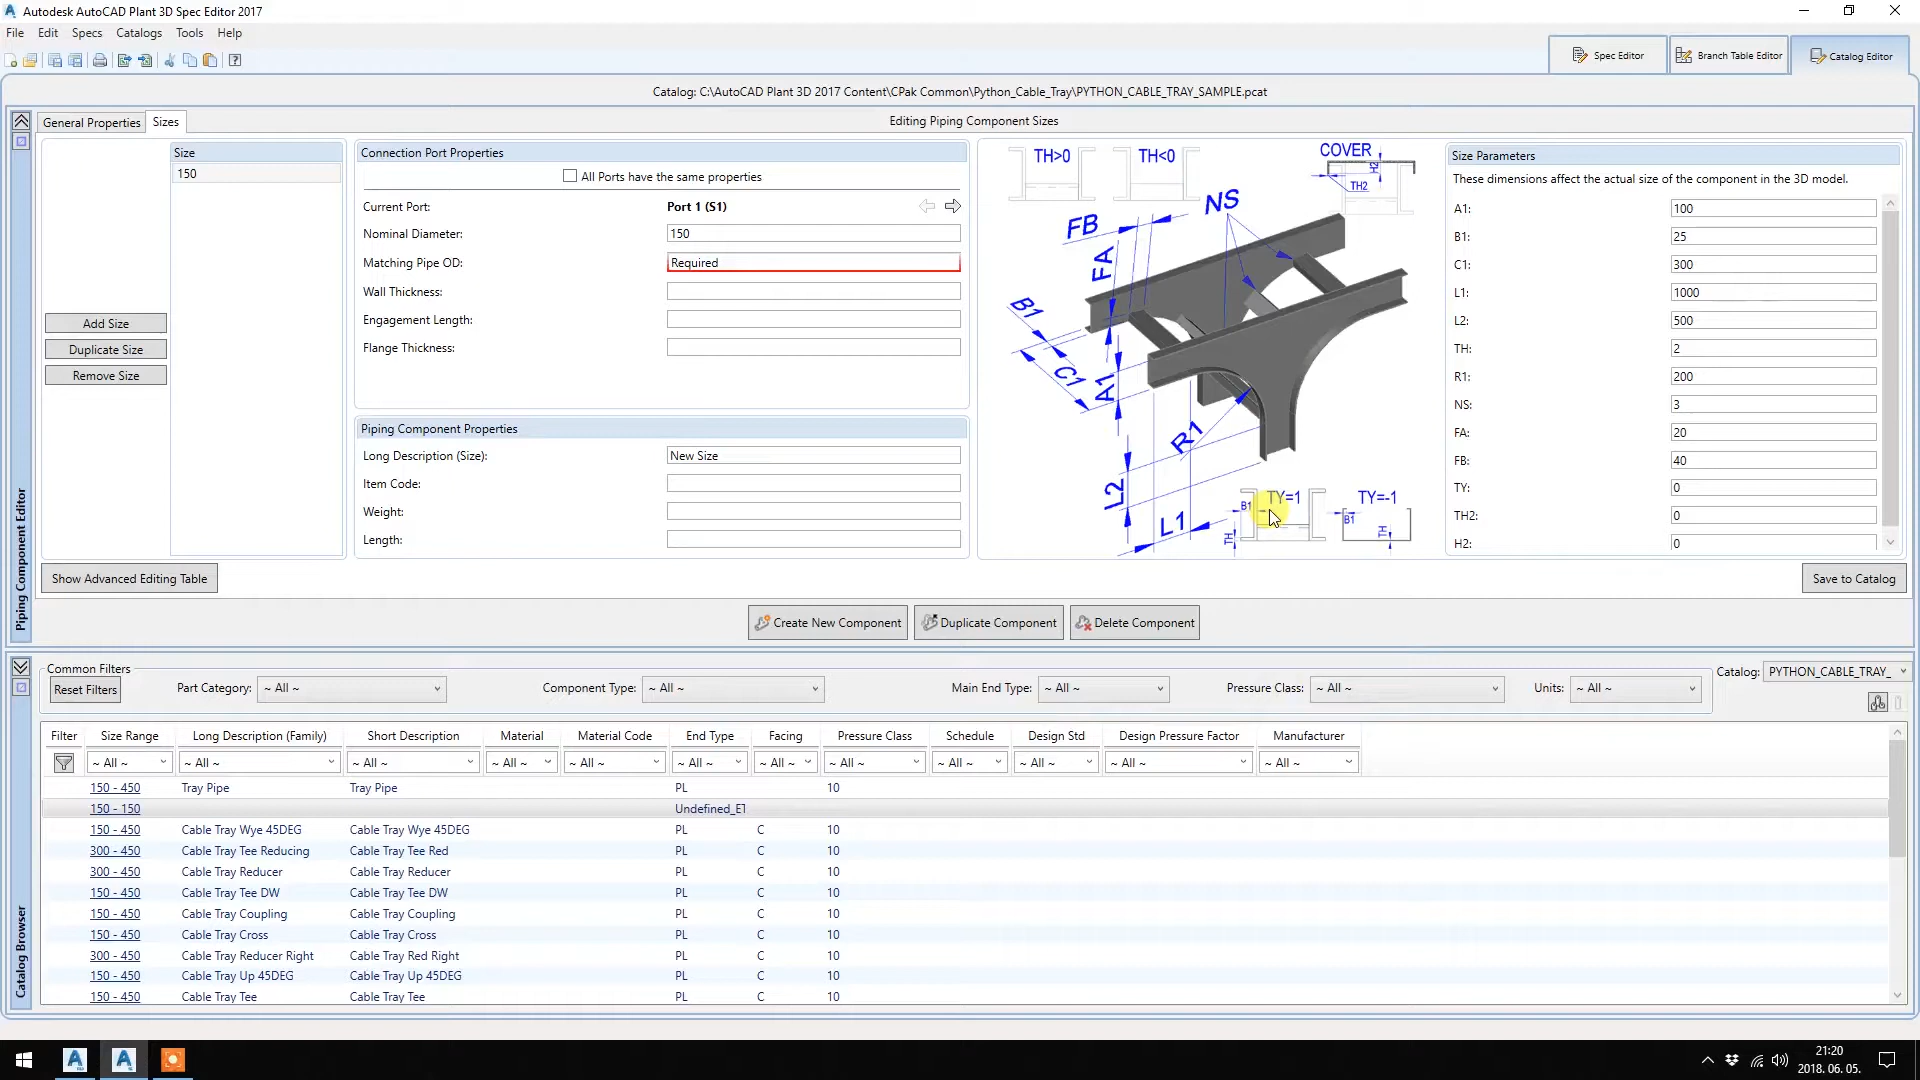 Autodesk AutoCAD Plant 3D Spec Editor 2017
File Edit Specs Catalogs Tools Help
Spec Editor Branch Table Editor Catalog Editor
Catalog: C:\AutoCAD Plant 3D 2017 Content\CPak Common\Python_Cable_Tray\PYTHON_CABLE_TRAY_SAMPLE.pcat
Piping Component Editor
General Properties Sizes Editing Piping Component Sizes
Size
150
Add Size
Duplicate Size
Remove Size
Connection Port Properties
All Ports have the same properties
Current Port: Port 1 (S1)
Nominal Diameter: 150
Matching Pipe OD: Required
Wall Thickness:
Engagement Length:
Flange Thickness:
Piping Component Properties
Long Description (Size): New Size
Item Code:
Weight:
Length:
TH>0 TH<0 COVER
H2
TH2
NS
FB
FA
B1
C1
A1
R1
L2
L1
TY=1 TY=-1
B1 B1
TH TH
Size Parameters
These dimensions affect the actual size of the component in the 3D model.
A1: 100
B1: 25
C1: 300
L1: 1000
L2: 500
TH: 2
R1: 200
NS: 3
FA: 20
FB: 40
TY: 0
TH2: 0
H2: 0
Show Advanced Editing Table Save to Catalog
Create New Component Duplicate Component Delete Component
Catalog Browser
Common Filters
Catalog: PYTHON_CABLE_TRAY_
Reset Filters Part Category: ~ All ~ Component Type: ~ All ~ Main End Type: ~ All ~ Pressure Class: ~ All ~ Units: ~ All ~
Filter Size Range Long Description (Family) Short Description Material Material Code End Type Facing Pressure Class Schedule Design Std Design Pressure Factor Manufacturer
~ All ~ ~ All ~ ~ All ~ ~ All ~ ~ All ~ ~ All ~ ~ All ~ ~ All ~ ~ All ~ ~ All ~ ~ All ~ ~ All ~
150 - 450 Tray Pipe Tray Pipe PL 10
150 - 150 Undefined_ET
150 - 450 Cable Tray Wye 45DEG Cable Tray Wye 45DEG PL C 10
300 - 450 Cable Tray Tee Reducing Cable Tray Tee Red PL C 10
300 - 450 Cable Tray Reducer Cable Tray Reducer PL C 10
150 - 450 Cable Tray Tee DW Cable Tray Tee DW PL C 10
150 - 450 Cable Tray Coupling Cable Tray Coupling PL C 10
150 - 450 Cable Tray Cross Cable Tray Cross PL C 10
300 - 450 Cable Tray Reducer Right Cable Tray Red Right PL C 10
150 - 450 Cable Tray Up 45DEG Cable Tray Up 45DEG PL C 10
150 - 450 Cable Tray Tee Cable Tray Tee PL C 10
21:20
2018. 06. 05.